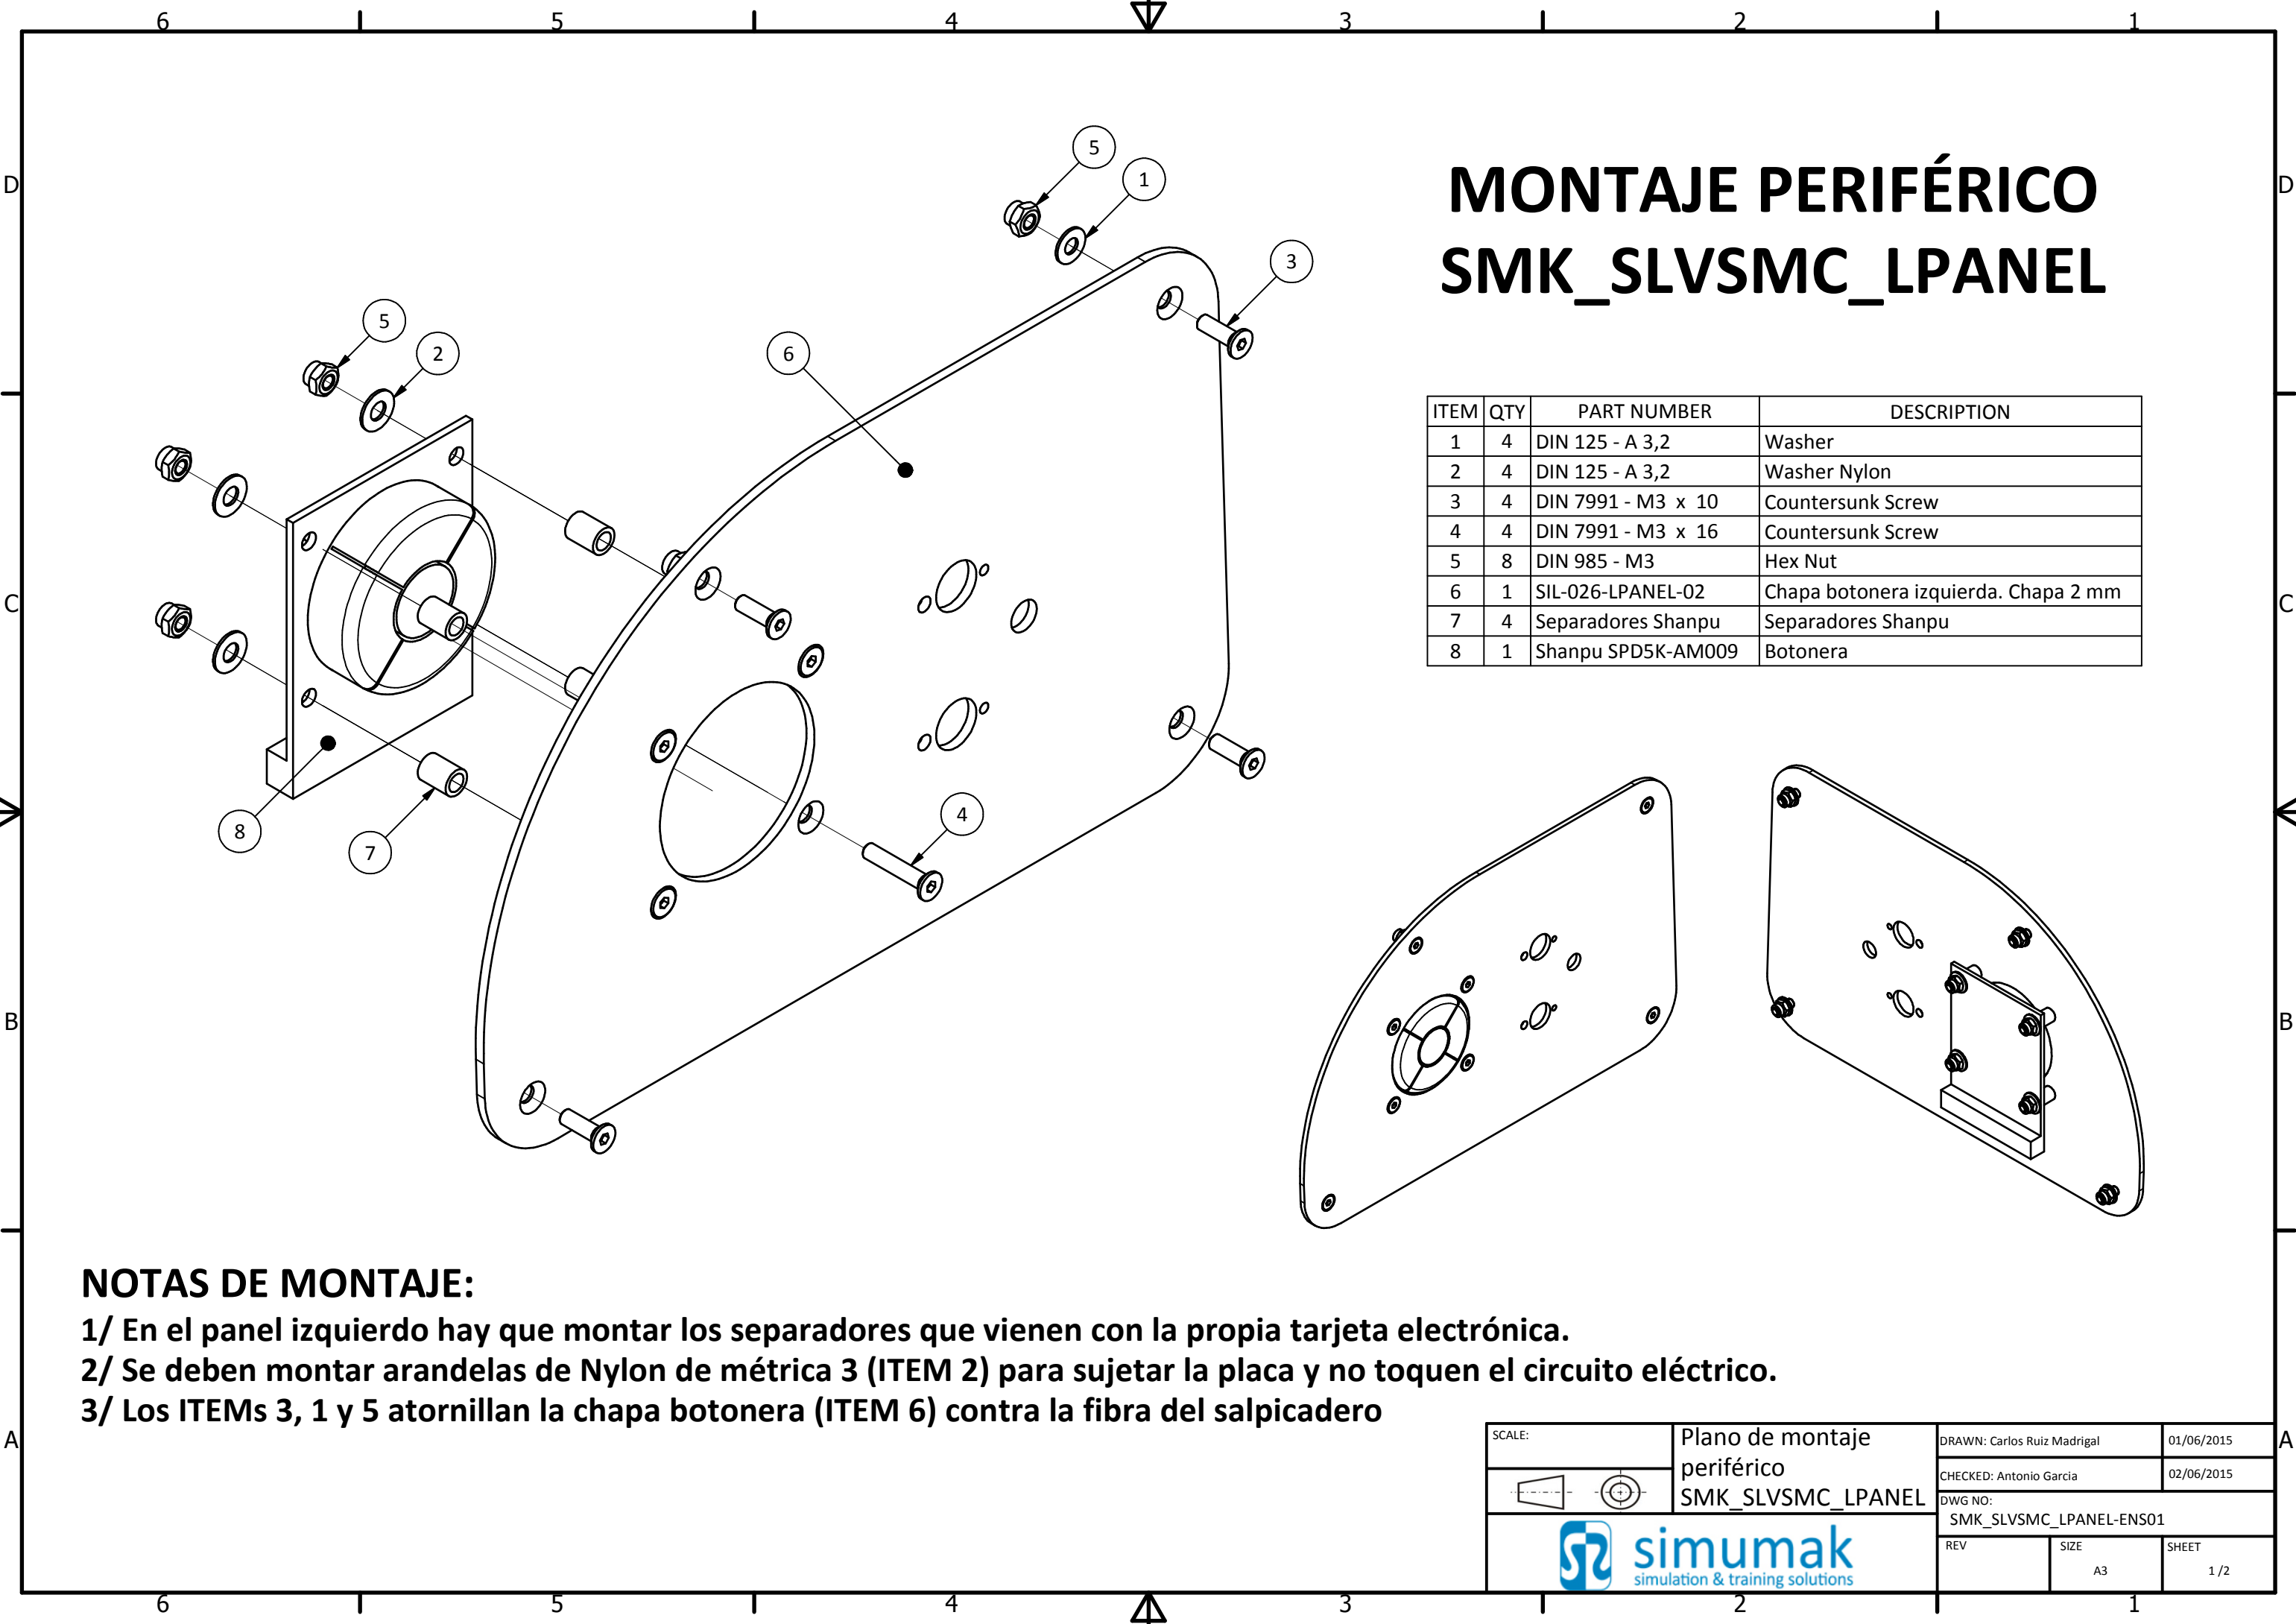 6 5 4 3 2 1
D D
C C
B B
A A
5
1
3
5
2
6
4
8
7
MONTAJE PERIFÉRICO
SMK_SLVSMC_LPANEL
ITEM QTY PART NUMBER DESCRIPTION
1 4 DIN 125 - A 3,2 Washer
2 4 DIN 125 - A 3,2 Washer Nylon
3 4 DIN 7991 - M3 x 10 Countersunk Screw
4 4 DIN 7991 - M3 x 16 Countersunk Screw
5 8 DIN 985 - M3 Hex Nut
6 1 SIL-026-LPANEL-02 Chapa botonera izquierda. Chapa 2 mm
7 4 Separadores Shanpu Separadores Shanpu
8 1 Shanpu SPD5K-AM009 Botonera
NOTAS DE MONTAJE:
1/ En el panel izquierdo hay que montar los separadores que vienen con la propia tarjeta electrónica.
2/ Se deben montar arandelas de Nylon de métrica 3 (ITEM 2) para sujetar la placa y no toquen el circuito eléctrico.
3/ Los ITEMs 3, 1 y 5 atornillan la chapa botonera (ITEM 6) contra la fibra del salpicadero
SCALE:
Plano de montaje
periférico
SMK_SLVSMC_LPANEL
DRAWN: Carlos Ruiz Madrigal 01/06/2015
CHECKED: Antonio Garcia 02/06/2015
DWG NO:
SMK_SLVSMC_LPANEL-ENS01
REV SIZE SHEET
A3 1 /2
simumak
simulation & training solutions
6 5 4 3 2 1